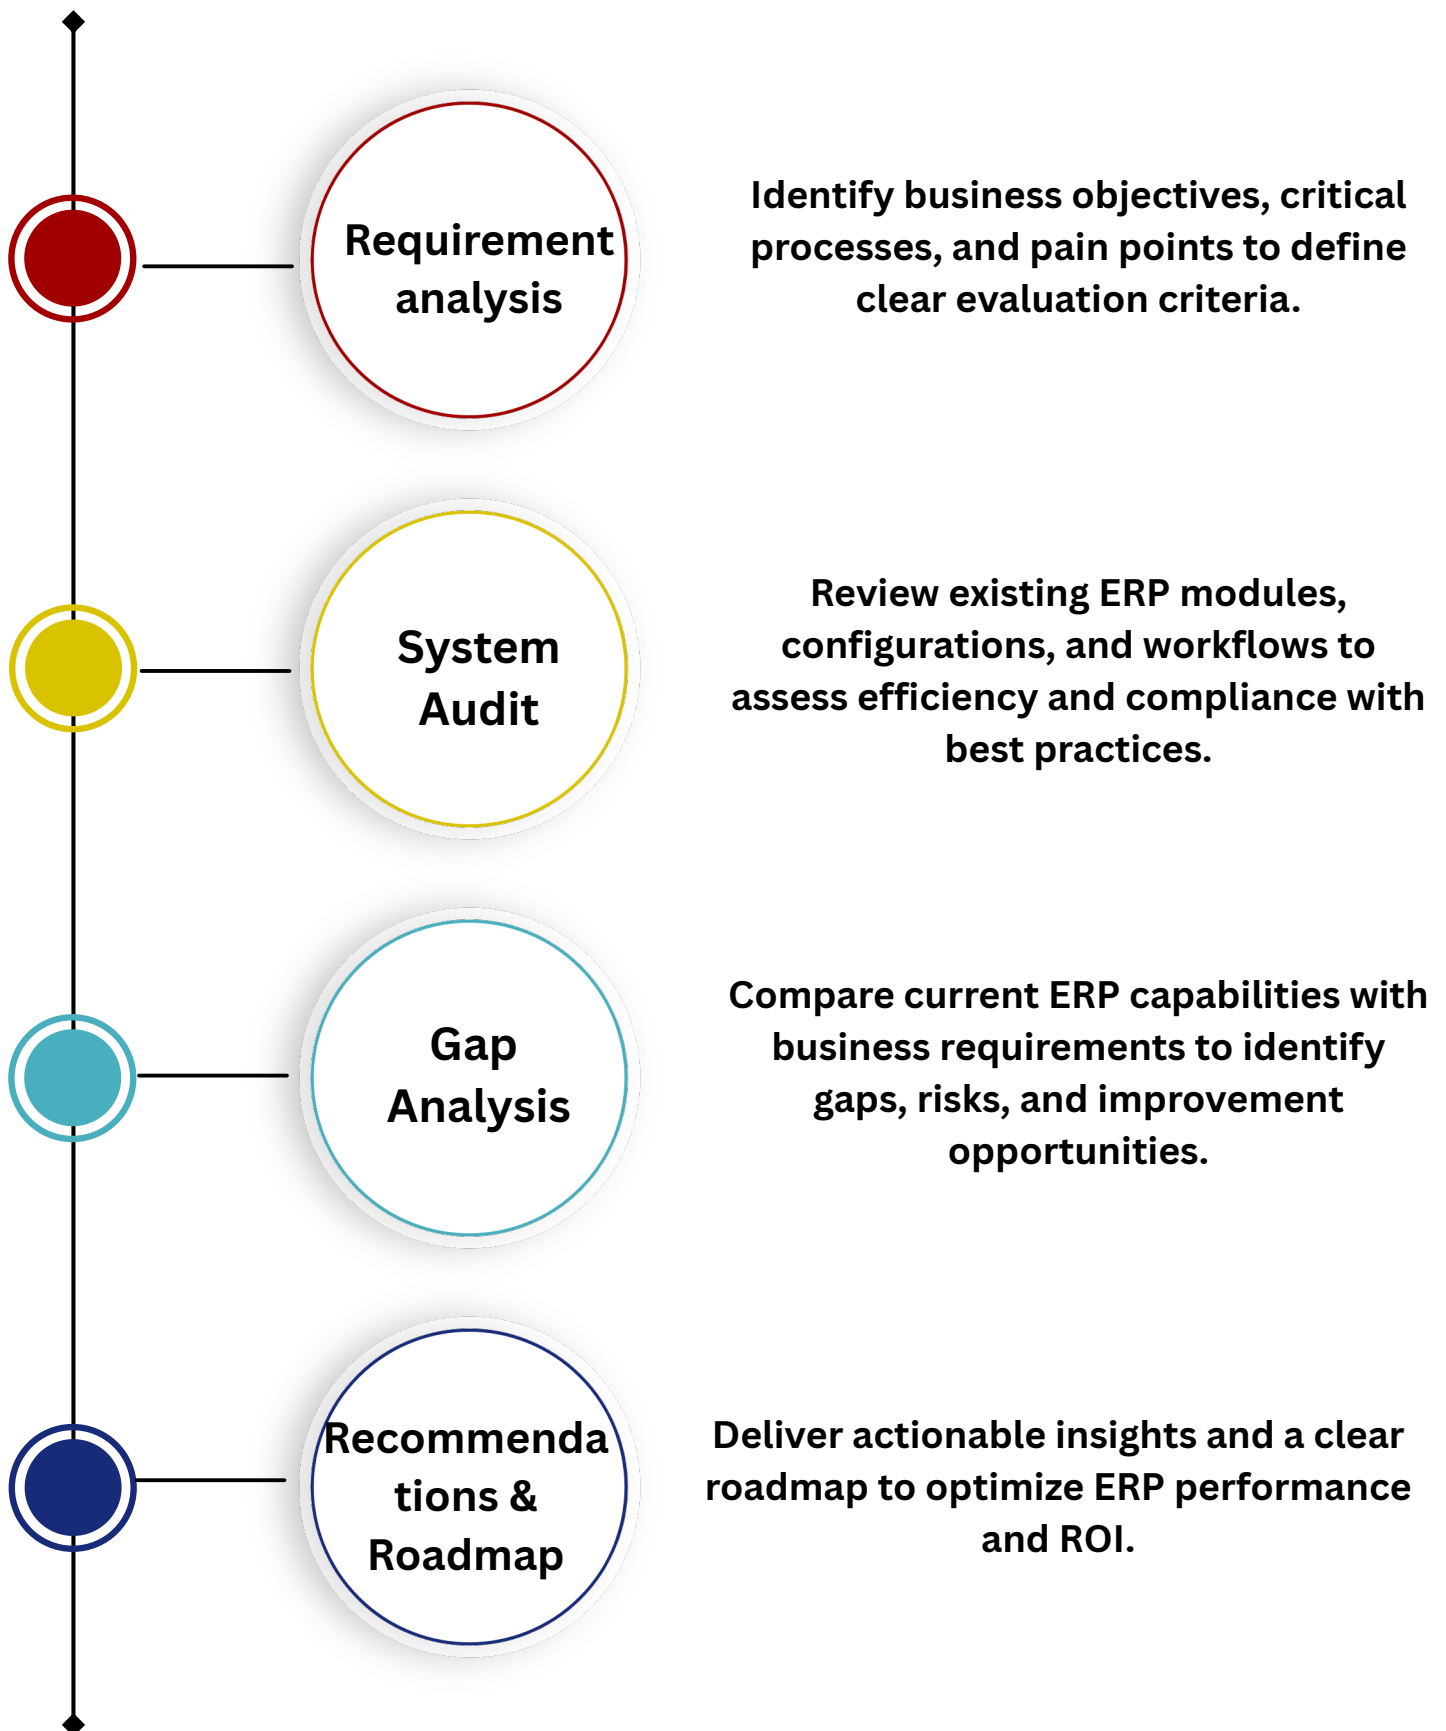 Requirement
analysis
Identify business objectives, critical
processes, and pain points to define
clear evaluation criteria.
System
Audit
Review existing ERP modules,
configurations, and workflows to
assess efficiency and compliance with
best practices.
Gap
Analysis
Compare current ERP capabilities with
business requirements to identify
gaps, risks, and improvement
opportunities.
Recommenda
tions &
Roadmap
Deliver actionable insights and a clear
roadmap to optimize ERP performance
and ROI.